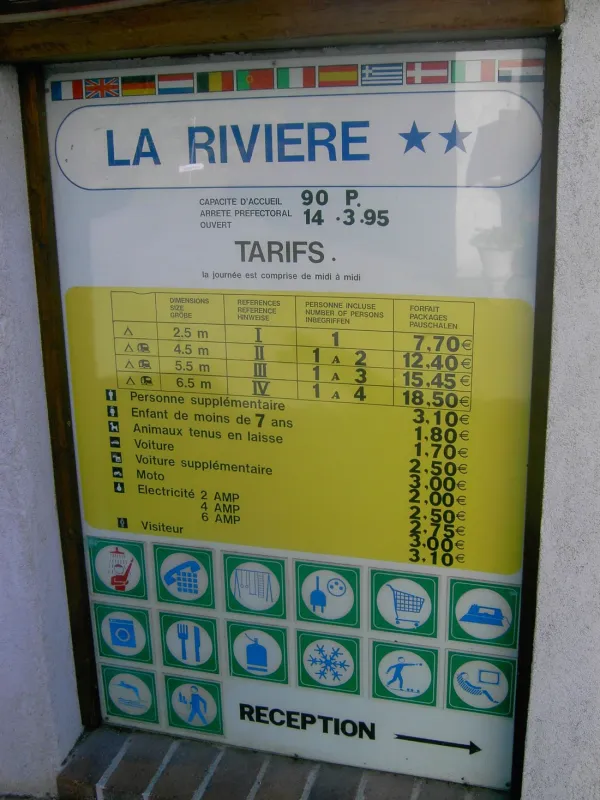 LA RIVIERE
CAPACITÉ D'ACCUEIL 90 P.
ARRETE PREFECTORAL 14 .3.95
OUVERT
TARIFS.
la journée est comprise de midi à midi
DIMENSIONS SIZE GRÖBE REFERENCES REFERENCE HINWEISE PERSONNE INCLUSE NUMBER OF PERSONS INBEGRIFFEN FORFAIT PACKAGES PAUSCHALEN
2.5 m I 1 7,70€
4.5 m II 1 A 2 12,40€
5.5 m III 1 A 3 15,45€
6.5 m IV 1 A 4 18,50€
Personne supplémentaire 3,10€
Enfant de moins de 7 ans 1,80€
Animaux tenus en laisse 1,70€
Voiture 2,50€
Voiture supplémentaire 3,00€
Moto 2,00€
Electricité 2 AMP 2,50€
4 AMP 2,75€
6 AMP 3,00€
Visiteur 3,10€
RECEPTION